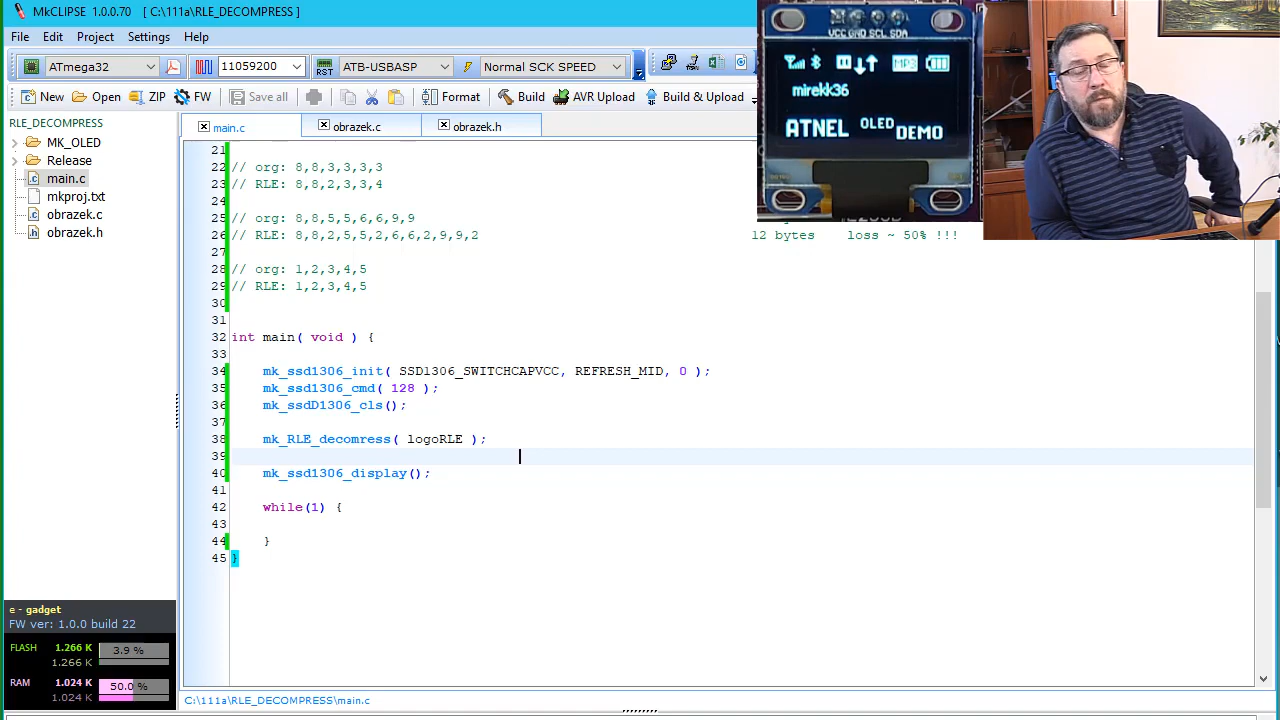 MkCLIPSE 1.0.0.70 [ C:\111a\RLE_DECOMPRESS ]
File Edit Project Settings Help
ATmega32 11059200 RST ATB-USBASP Normal SCK SPEED
New Open ZIP FW Save all Format Build AVR Upload Build & Upload
RLE_DECOMPRESS
MK_OLED
Release
main.c
mkproj.txt
obrazek.c
obrazek.h
main.c obrazek.c obrazek.h
21
22 // org: 8,8,3,3,3,3
23 // RLE: 8,8,2,3,3,4
24
25 // org: 8,8,5,5,6,6,9,9
26 // RLE: 8,8,2,5,5,2,6,6,2,9,9,2 12 bytes loss ~ 50% !!!
27
28 // org: 1,2,3,4,5
29 // RLE: 1,2,3,4,5
30
31
32 int main( void ) {
33
34 mk_ssd1306_init( SSD1306_SWITCHCAPVCC, REFRESH_MID, 0 );
35 mk_ssd1306_cmd( 128 );
36 mk_ssdD1306_cls();
37
38 mk_RLE_decomress( logoRLE );
39
40 mk_ssd1306_display();
41
42 while(1) {
43
44 }
45 }
VCC GND SCL SDA
MP3
mirekk36
ATNEL OLED DEMO
e - gadget
FW ver: 1.0.0 build 22
FLASH 1.266 K 3.9 %
1.266 K
RAM 1.024 K 50.0 %
1.024 K
C:\111a\RLE_DECOMPRESS\main.c